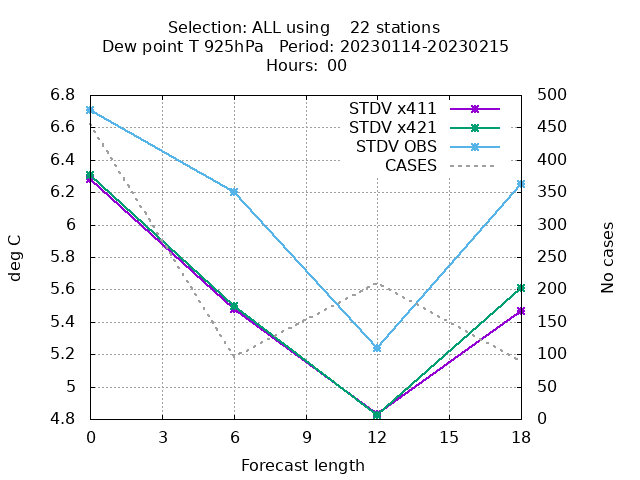 Selection: ALL using    22 stations
Dew point T 925hPa   Period: 20230114-20230215
Hours: 00
STDV x411
STDV x421
STDV OBS
CASES
deg C
6.8
6.6
6.4
6.2
6
5.8
5.6
5.4
5.2
5
4.8
500
450
400
350
300
250
200
150
100
50
0
No cases
0 3 6 9 12 15 18
Forecast length